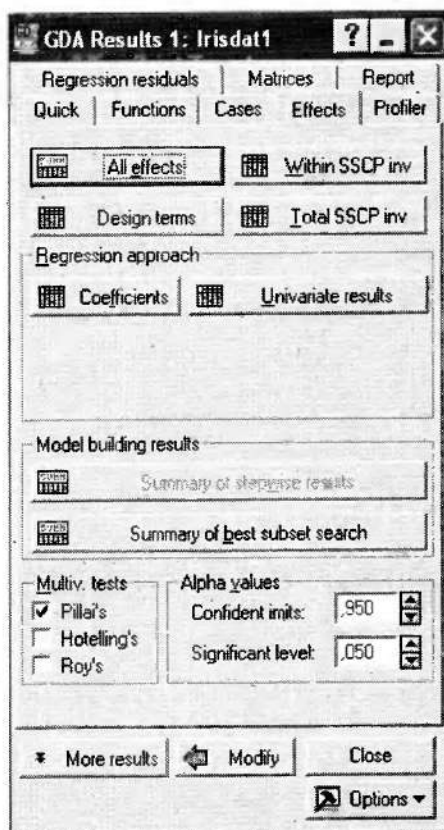 GDA Results 1: Irisdat1 ? _ X
Regression residuals Matrices Report
Quick Functions Cases Effects Profiler
All effects Within SSCP inv
Design terms Total SSCP inv
Regression approach
Coefficients Univariate results
Model building results
Summary of stepwise results
Summary of best subset search
Multiv. tests Alpha values
Pillai's Confident imits: ,950
Hotelling's Significant level: ,050
Roy's
More results Modify Close
Options